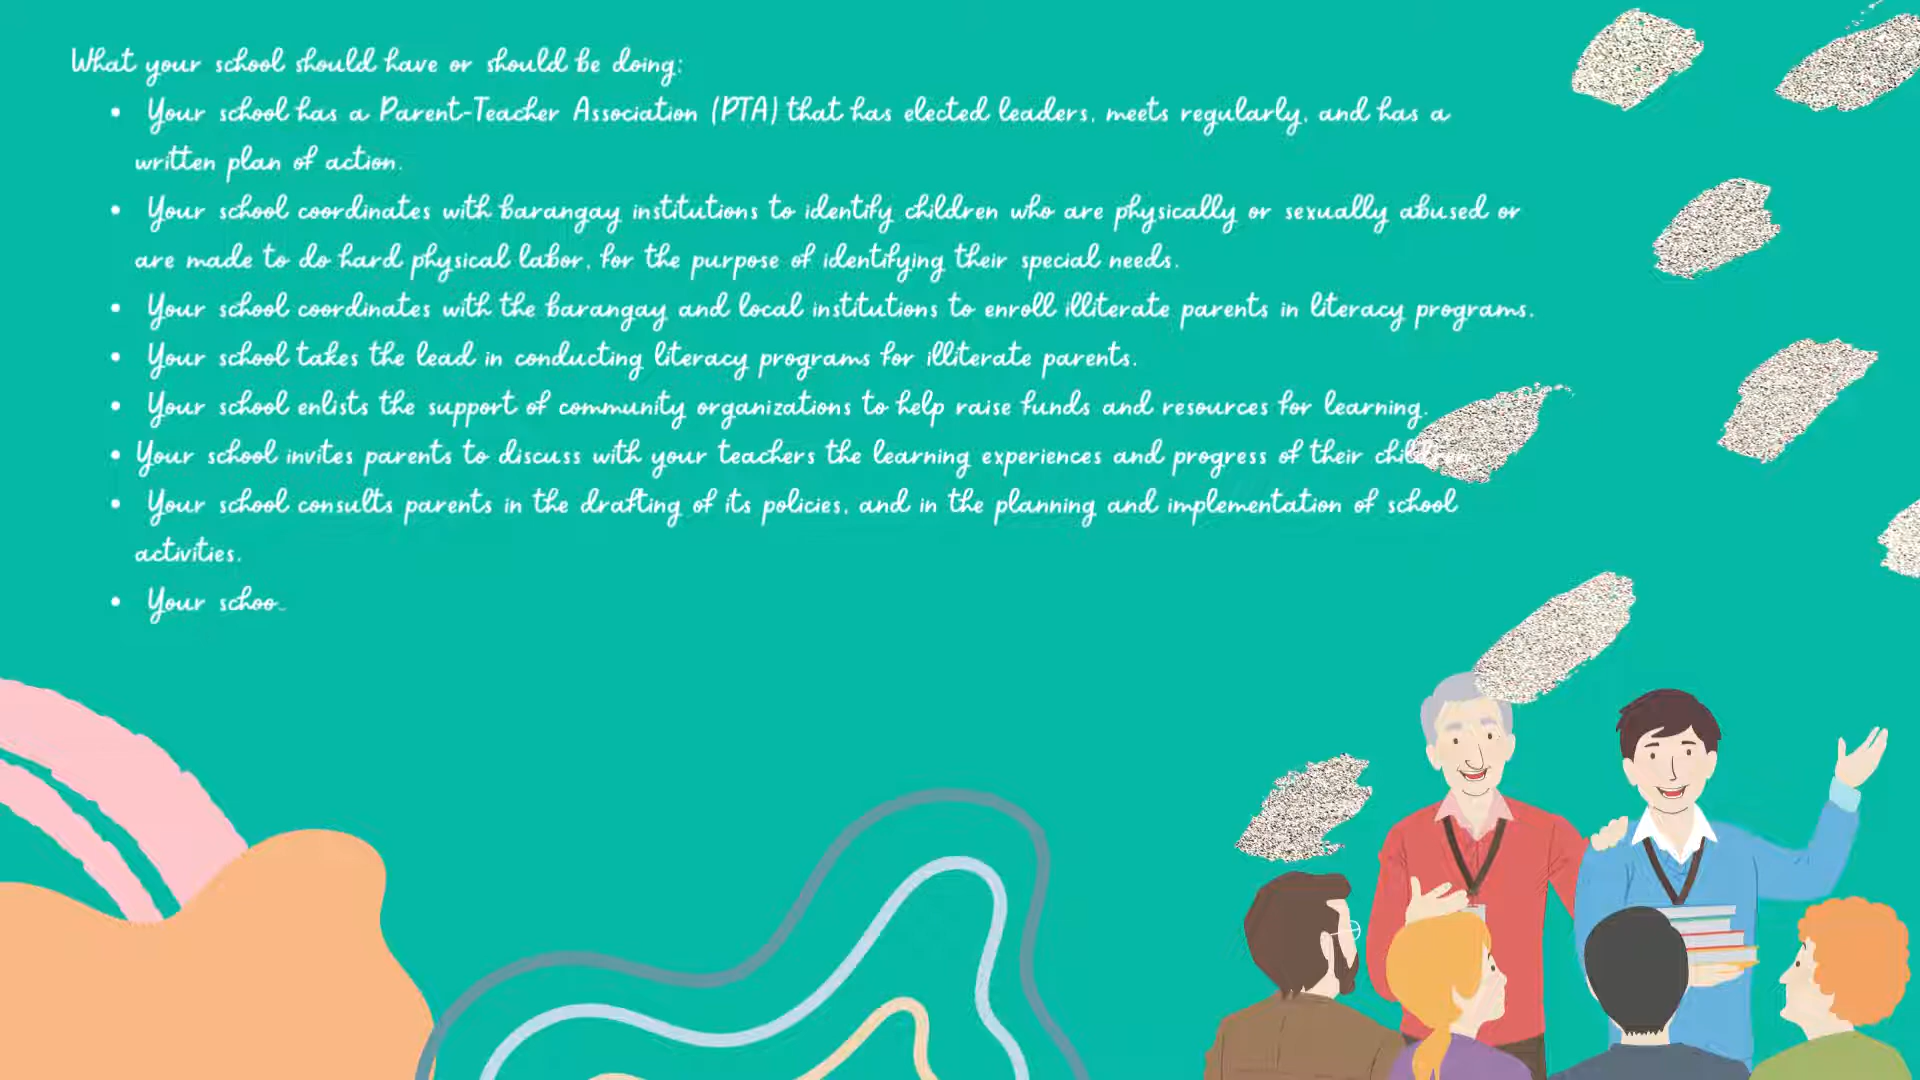 What your school should have or should be doing:
• Your school has a Parent-Teacher Association (PTA) that has elected leaders, meets regularly, and has a
written plan of action.
• Your school coordinates with barangay institutions to identify children who are physically or sexually abused or
are made to do hard physical labor, for the purpose of identifying their special needs.
• Your school coordinates with the barangay and local institutions to enroll illiterate parents in literacy programs.
• Your school takes the lead in conducting literacy programs for illiterate parents.
• Your school enlists the support of community organizations to help raise funds and resources for learning.
• Your school invites parents to discuss with your teachers the learning experiences and progress of their children.
• Your school consults parents in the drafting of its policies, and in the planning and implementation of school
activities.
• Your schoo